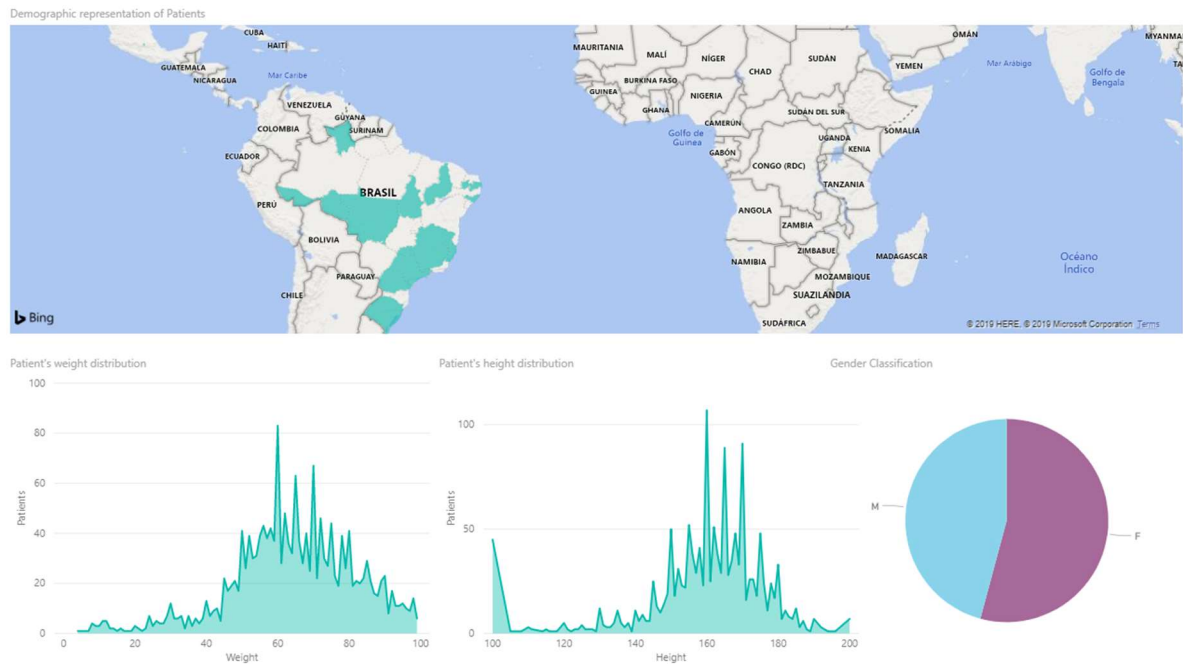 Demographic representation of Patients
CUBA
HAITÍ
GUATEMALA
NICARAGUA
Mar Caribe
VENEZUELA
GUYANA
SURINAM
COLOMBIA
ECUADOR
BRASIL
PERÚ
BOLIVIA
PARAGUAY
CHILE
MAURITANIA
MALÍ
NÍGER
CHAD
SUDÁN
OMÁN
YEMEN
Mar Arábigo
Golfo de
Bengala
BURKINA FASO
GUINEA
GHANA
NIGERIA
CAMERÚN
SUDÁN DEL SUR
SOMALIA
Golfo de
Guinea
GABÓN
UGANDA
KENIA
CONGO (RDC)
TANZANIA
ANGOLA
ZAMBIA
ZIMBABUE
MADAGASCAR
NAMIBIA
MOZAMBIQUE
SUAZILANDIA
SUDÁFRICA
Océano
Índico
Bing
© 2019 HERE, © 2019 Microsoft Corporation Terms
Patient's weight distribution
100
80
60
40
20
0
Patients
0 20 40 60 80 100
Weight
Patient's height distribution
100
50
0
Patients
100 120 140 160 180 200
Height
Gender Classification
M
F